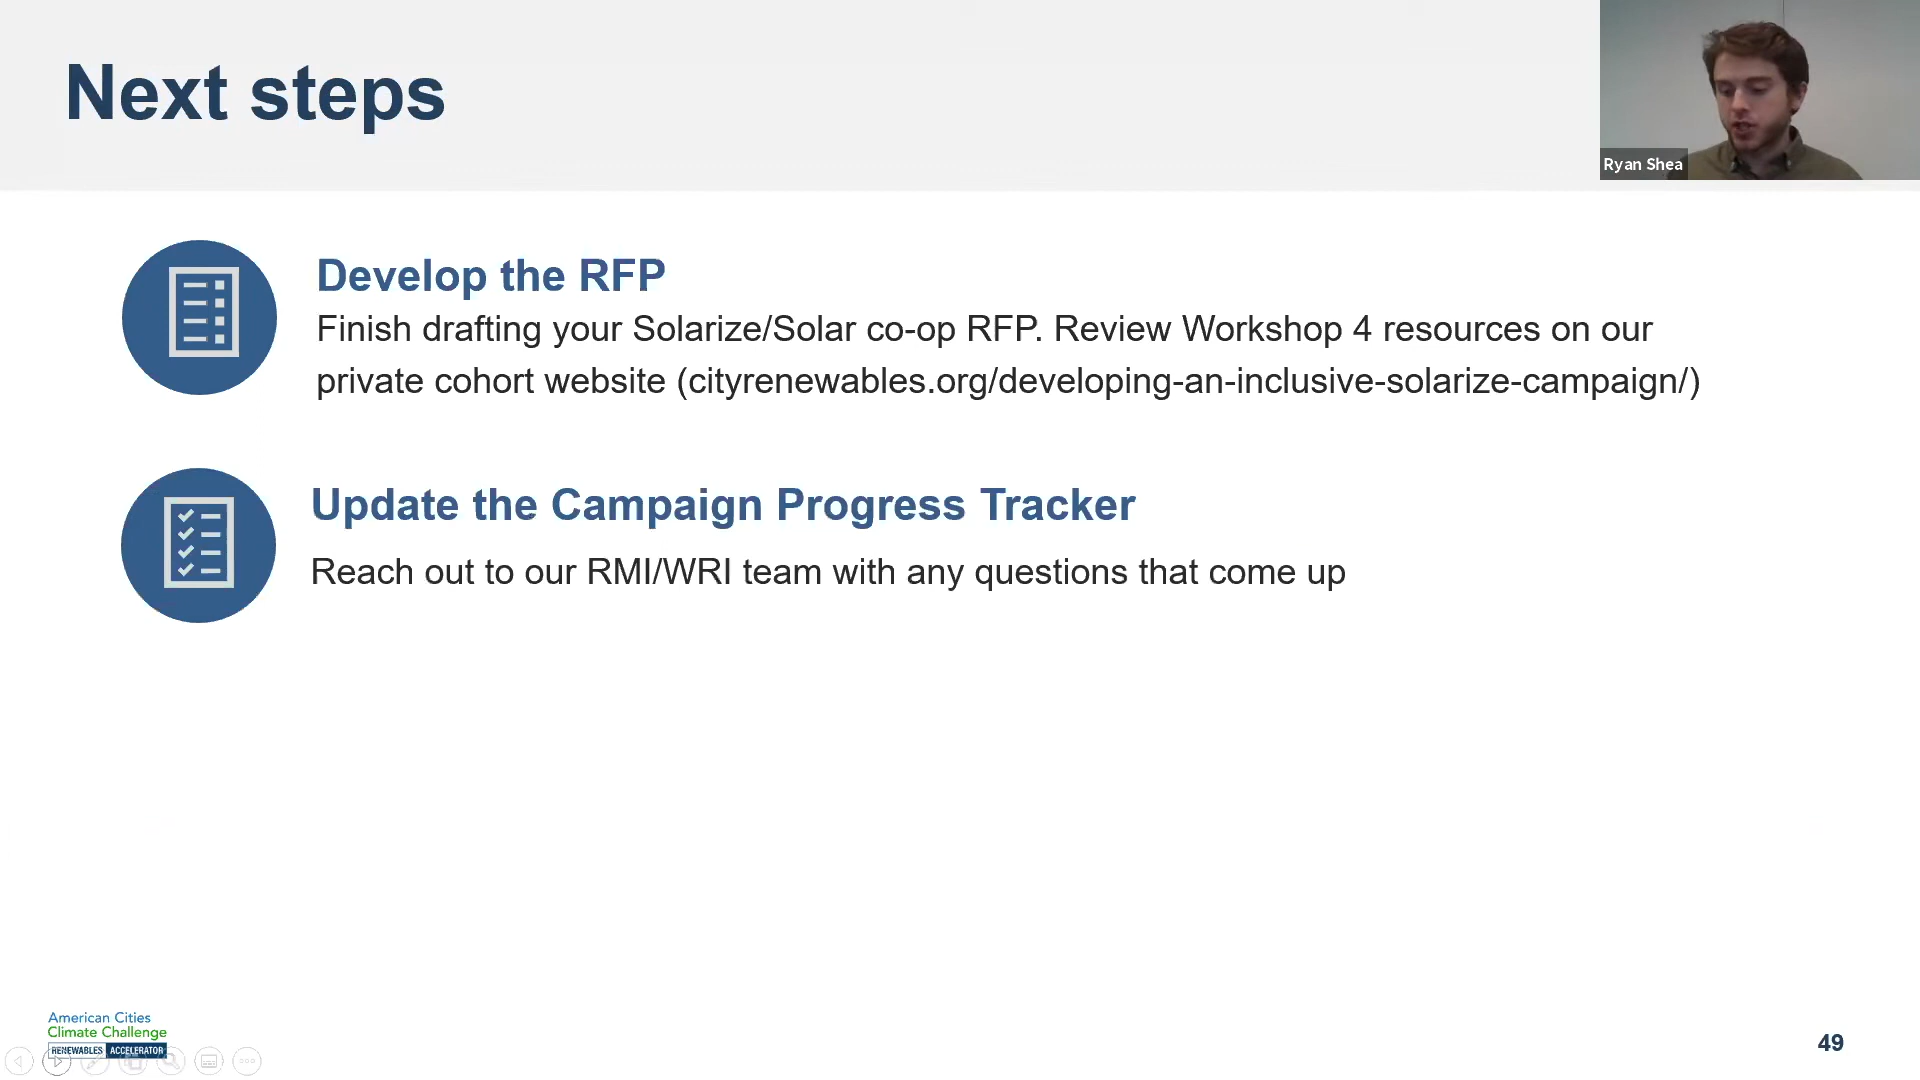 Next steps
Ryan Shea
Develop the RFP
Finish drafting your Solarize/Solar co-op RFP. Review Workshop 4 resources on our
private cohort website (cityrenewables.org/developing-an-inclusive-solarize-campaign/)
Update the Campaign Progress Tracker
Reach out to our RMI/WRI team with any questions that come up
American Cities
Climate Challenge
RENEWABLES ACCELERATOR
49